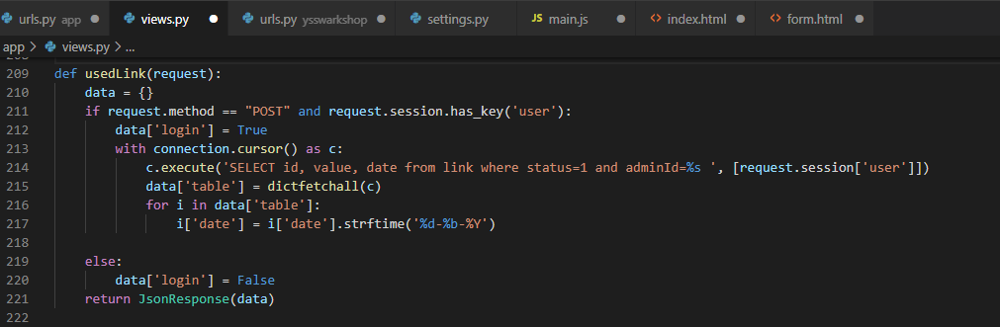 urls.py app ● views.py ● urls.py ysswarkshop ● settings.py JS main.js <> index.html ● <> form.html ●
app > views.py > ...
209 def usedLink(request):
210     data = {}
211     if request.method == "POST" and request.session.has_key('user'):
212         data['login'] = True
213         with connection.cursor() as c:
214             c.execute('SELECT id, value, date from link where status=1 and adminId=%s ', [request.session['user']])
215             data['table'] = dictfetchall(c)
216             for i in data['table']:
217                 i['date'] = i['date'].strftime('%d-%b-%Y')
218
219     else:
220         data['login'] = False
221     return JsonResponse(data)
222